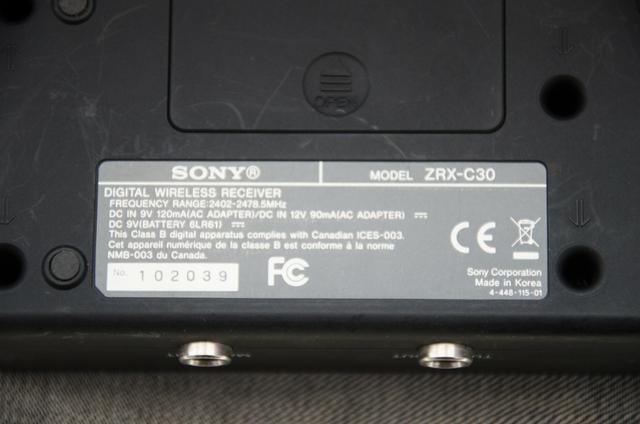 OPEN
SONY®
MODEL ZRX-C30
DIGITAL WIRELESS RECEIVER
FREQUENCY RANGE:2402-2478.5MHz
DC IN 9V 120mA(AC ADAPTER)/DC IN 12V 90mA(AC ADAPTER) ⎓
DC 9V(BATTERY 6LR61) ⎓
This Class B digital apparatus complies with Canadian ICES-003.
Cet appareil numérique de la classe B est conforme à la norme
NMB-003 du Canada.
No. 102039
FC
CE
Sony Corporation
Made in Korea
4-448-115-01